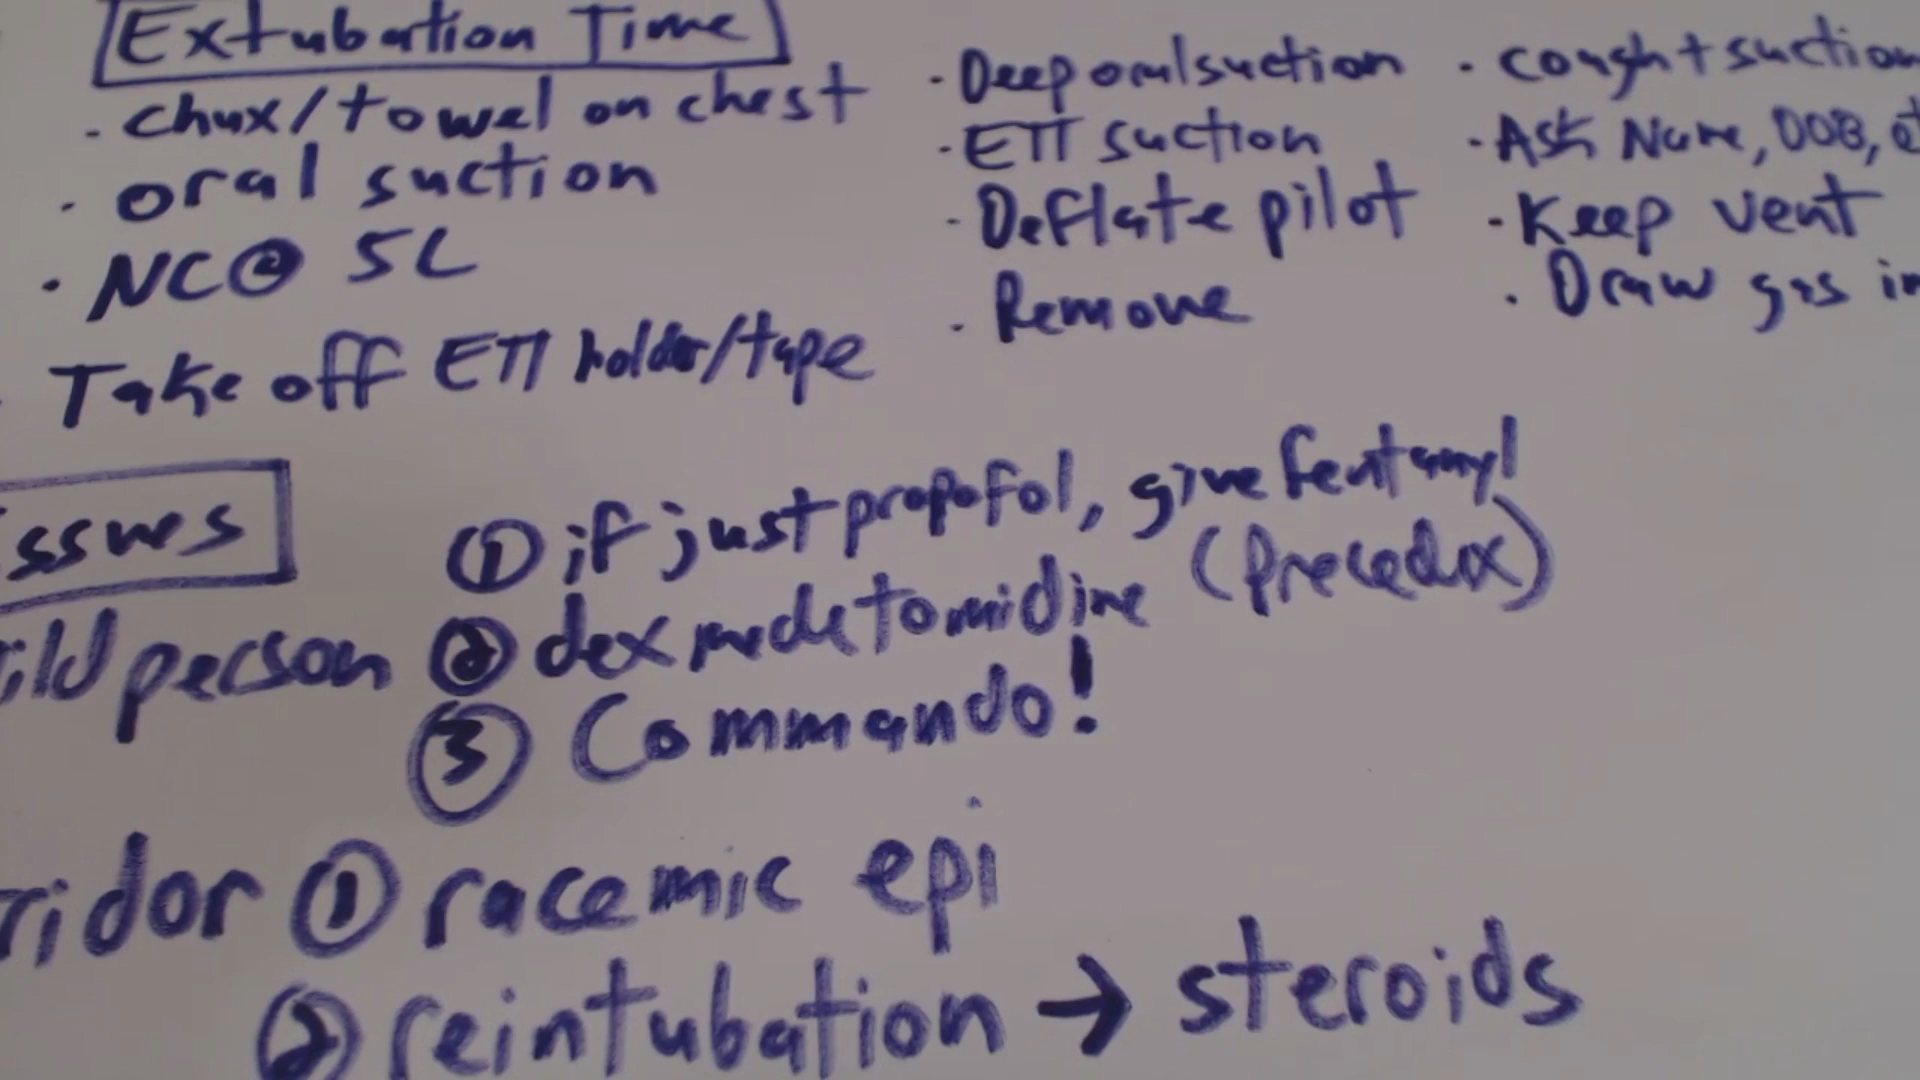 Extubation Time
· Chux/towel on chest
· oral suction
· NC@ 5L
Take off ETT holder/tape
· Deep oral suction
· ETT suction
· Deflate pilot
· Remove
· cough + suction
· Ask Name, DOB,
· Keep vent
· Draw gas in
Issues
ild person
① if just propofol, give fentanyl
② dexmedetomidine (Precedex)
③ Commando!
ridor ① racemic epi
② reintubation → steroids